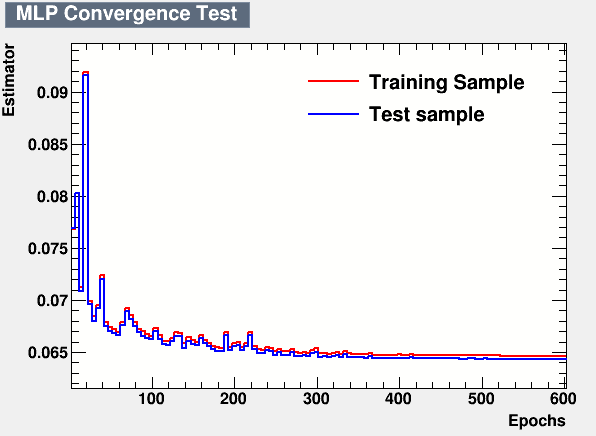 MLP Convergence Test
Estimator
Training Sample
Test sample
0.09
0.085
0.08
0.075
0.07
0.065
100 200 300 400 500 600
Epochs